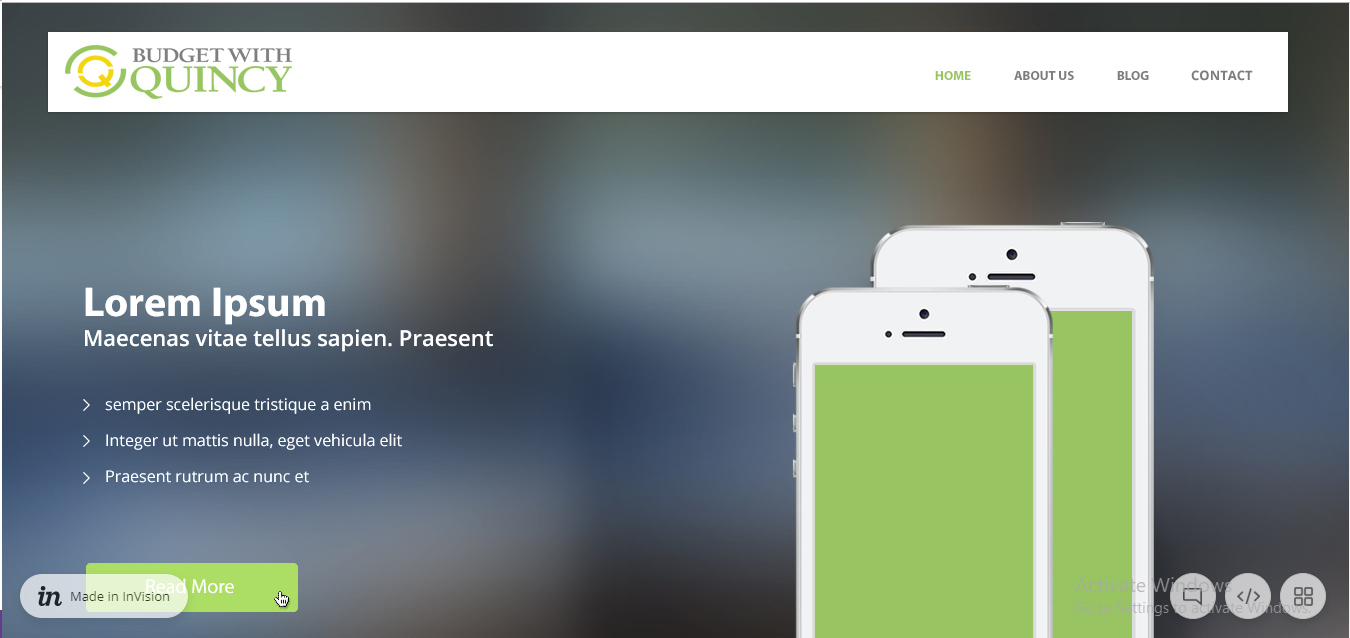 BUDGET WITH
QUINCY
HOME ABOUT US BLOG CONTACT
Lorem Ipsum
Maecenas vitae tellus sapien. Praesent
semper scelerisque tristique a enim
Integer ut mattis nulla, eget vehicula elit
Praesent rutrum ac nunc et
Read More
in Made in InVision
Activate Windows
Go to Settings to activate Windows.